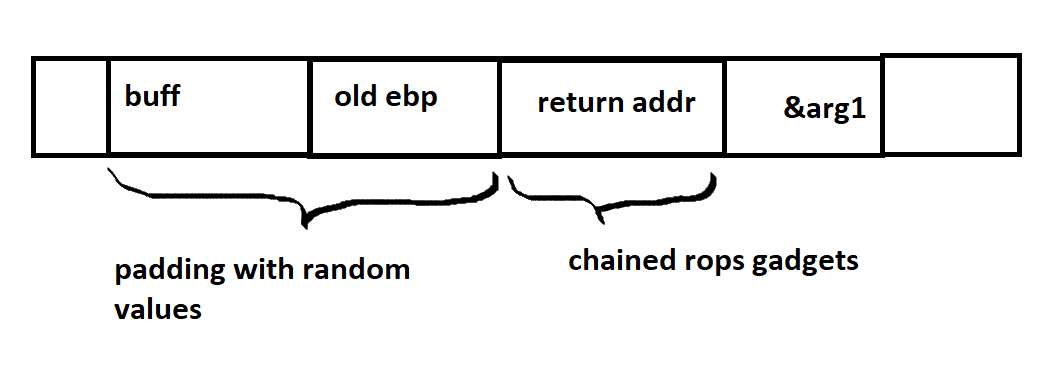 buff
old ebp
return addr
&arg1
padding with random
values
chained rops gadgets